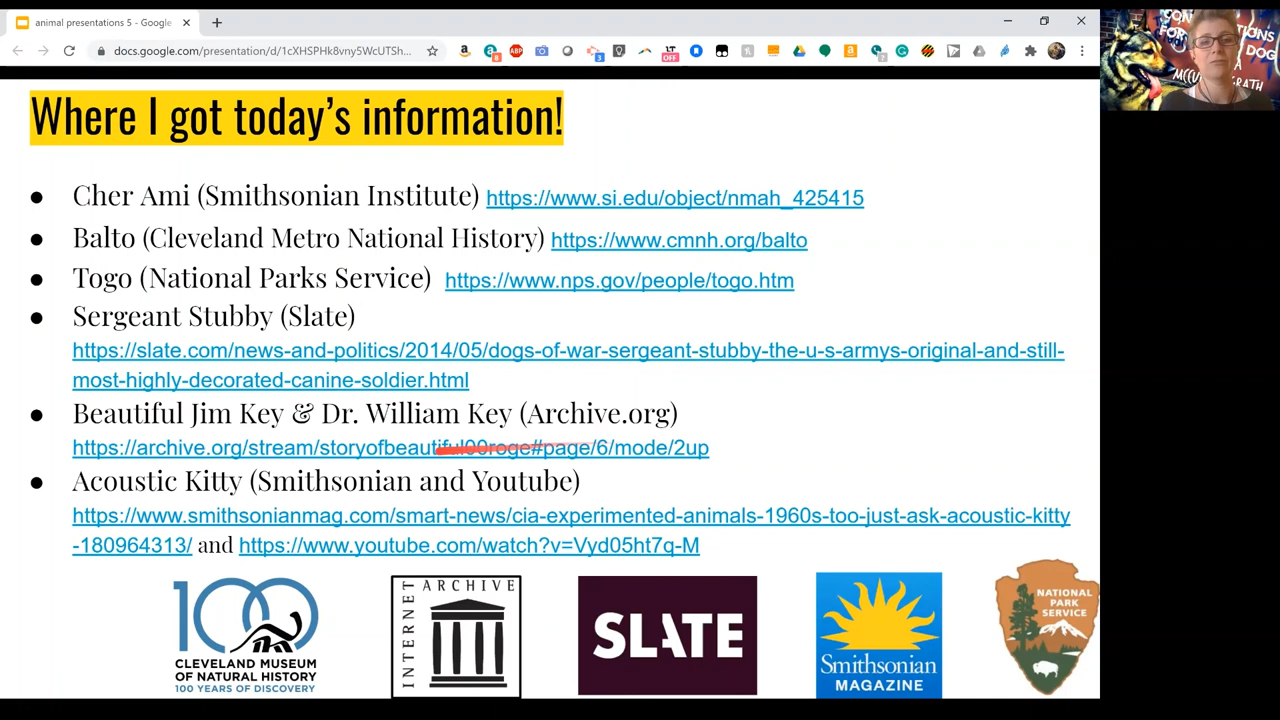 animal presentations 5 - Google
docs.google.com/presentation/d/1cXHSPHk8vny5WcUTSh...
Where I got today's information!
● Cher Ami (Smithsonian Institute) https://www.si.edu/object/nmah_425415
● Balto (Cleveland Metro National History) https://www.cmnh.org/balto
● Togo (National Parks Service) https://www.nps.gov/people/togo.htm
● Sergeant Stubby (Slate)
https://slate.com/news-and-politics/2014/05/dogs-of-war-sergeant-stubby-the-u-s-armys-original-and-still-
most-highly-decorated-canine-soldier.html
● Beautiful Jim Key & Dr. William Key (Archive.org)
https://archive.org/stream/storyofbeautiful00roge#page/6/mode/2up
● Acoustic Kitty (Smithsonian and Youtube)
https://www.smithsonianmag.com/smart-news/cia-experimented-animals-1960s-too-just-ask-acoustic-kitty
-180964313/ and https://www.youtube.com/watch?v=Vyd05ht7q-M
100
CLEVELAND MUSEUM
OF NATURAL HISTORY
100 YEARS OF DISCOVERY
INTERNET ARCHIVE
SLATE
Smithsonian
MAGAZINE
NATIONAL
PARK
SERVICE